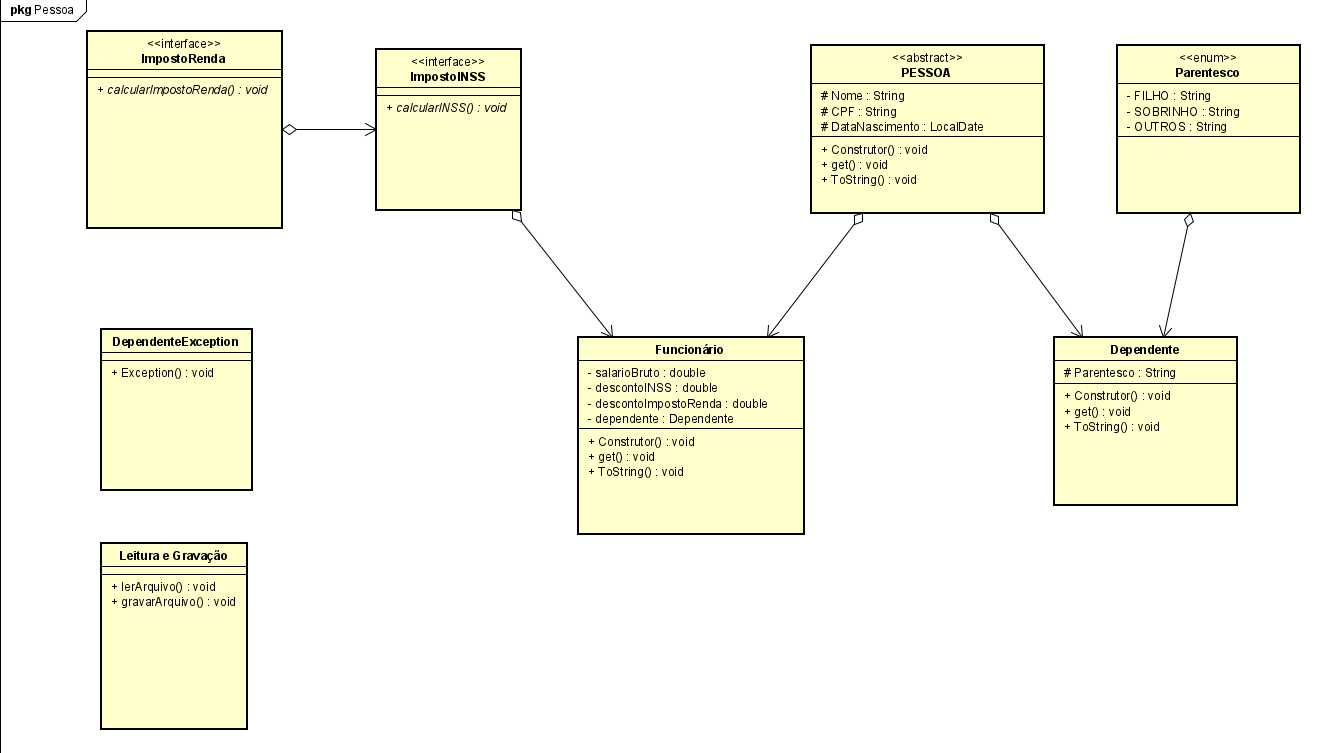 pkg Pessoa
<<interface>>
ImpostoRenda
+ calcularImpostoRenda() : void
<<interface>>
ImpostoINSS
+ calcularINSS() : void
<<abstract>>
PESSOA
# Nome : String
# CPF : String
# DataNascimento : LocalDate
+ Construtor() : void
+ get() : void
+ ToString() : void
<<enum>>
Parentesco
- FILHO : String
- SOBRINHO : String
- OUTROS : String
DependenteException
+ Exception() : void
Funcionário
- salarioBruto : double
- descontoINSS : double
- descontoImpostoRenda : double
- dependente : Dependente
+ Construtor() : void
+ get() : void
+ ToString() : void
Dependente
# Parentesco : String
+ Construtor() : void
+ get() : void
+ ToString() : void
Leitura e Gravação
+ lerArquivo() : void
+ gravarArquivo() : void